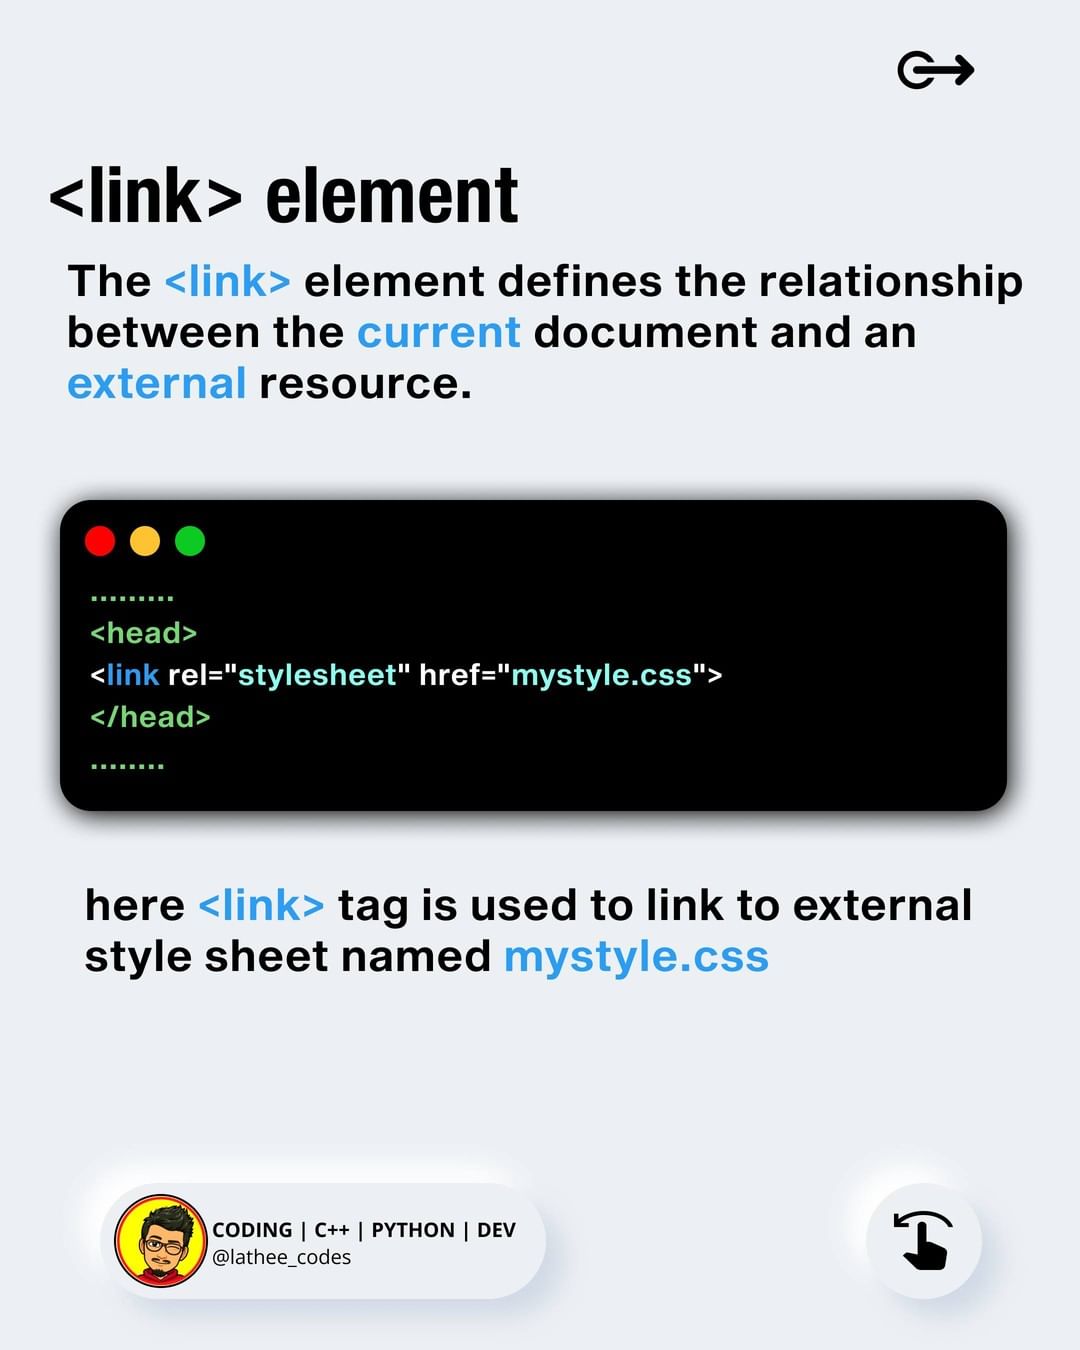 <link> element
The <link> element defines the relationship
between the current document and an
external resource.
.........
<head>
<link rel="stylesheet" href="mystyle.css">
</head>
........
here <link> tag is used to link to external
style sheet named mystyle.css
CODING | C++ | PYTHON | DEV
@lathee_codes